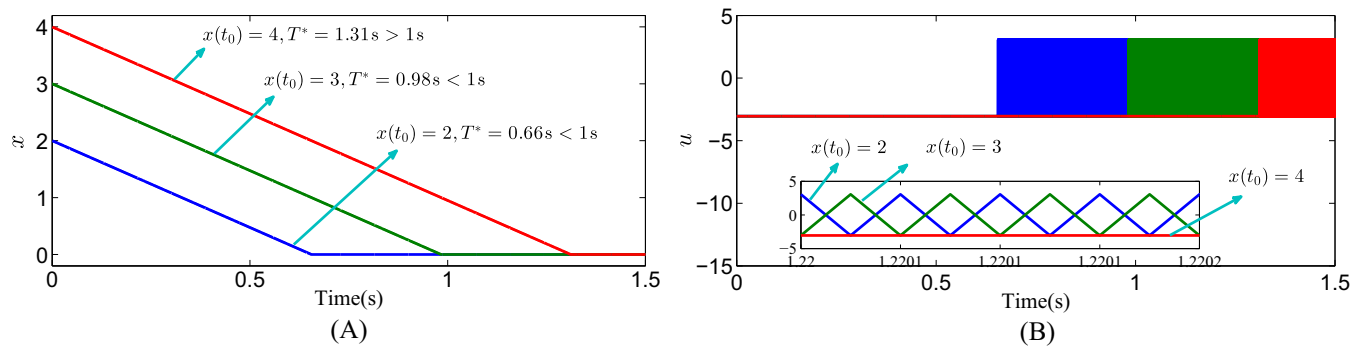 4
3
2
1
0
x
0
0.5
1
1.5
Time(s)
x(t₀) = 4, T* = 1.31s > 1s
x(t₀) = 3, T* = 0.98s < 1s
x(t₀) = 2, T* = 0.66s < 1s
(A)
5
0
−5
−10
−15
u
0
0.5
1
1.5
Time(s)
x(t₀) = 2
x(t₀) = 3
x(t₀) = 4
5
0
−5
1.22
1.2201
1.2201
1.2201
1.2202
(B)